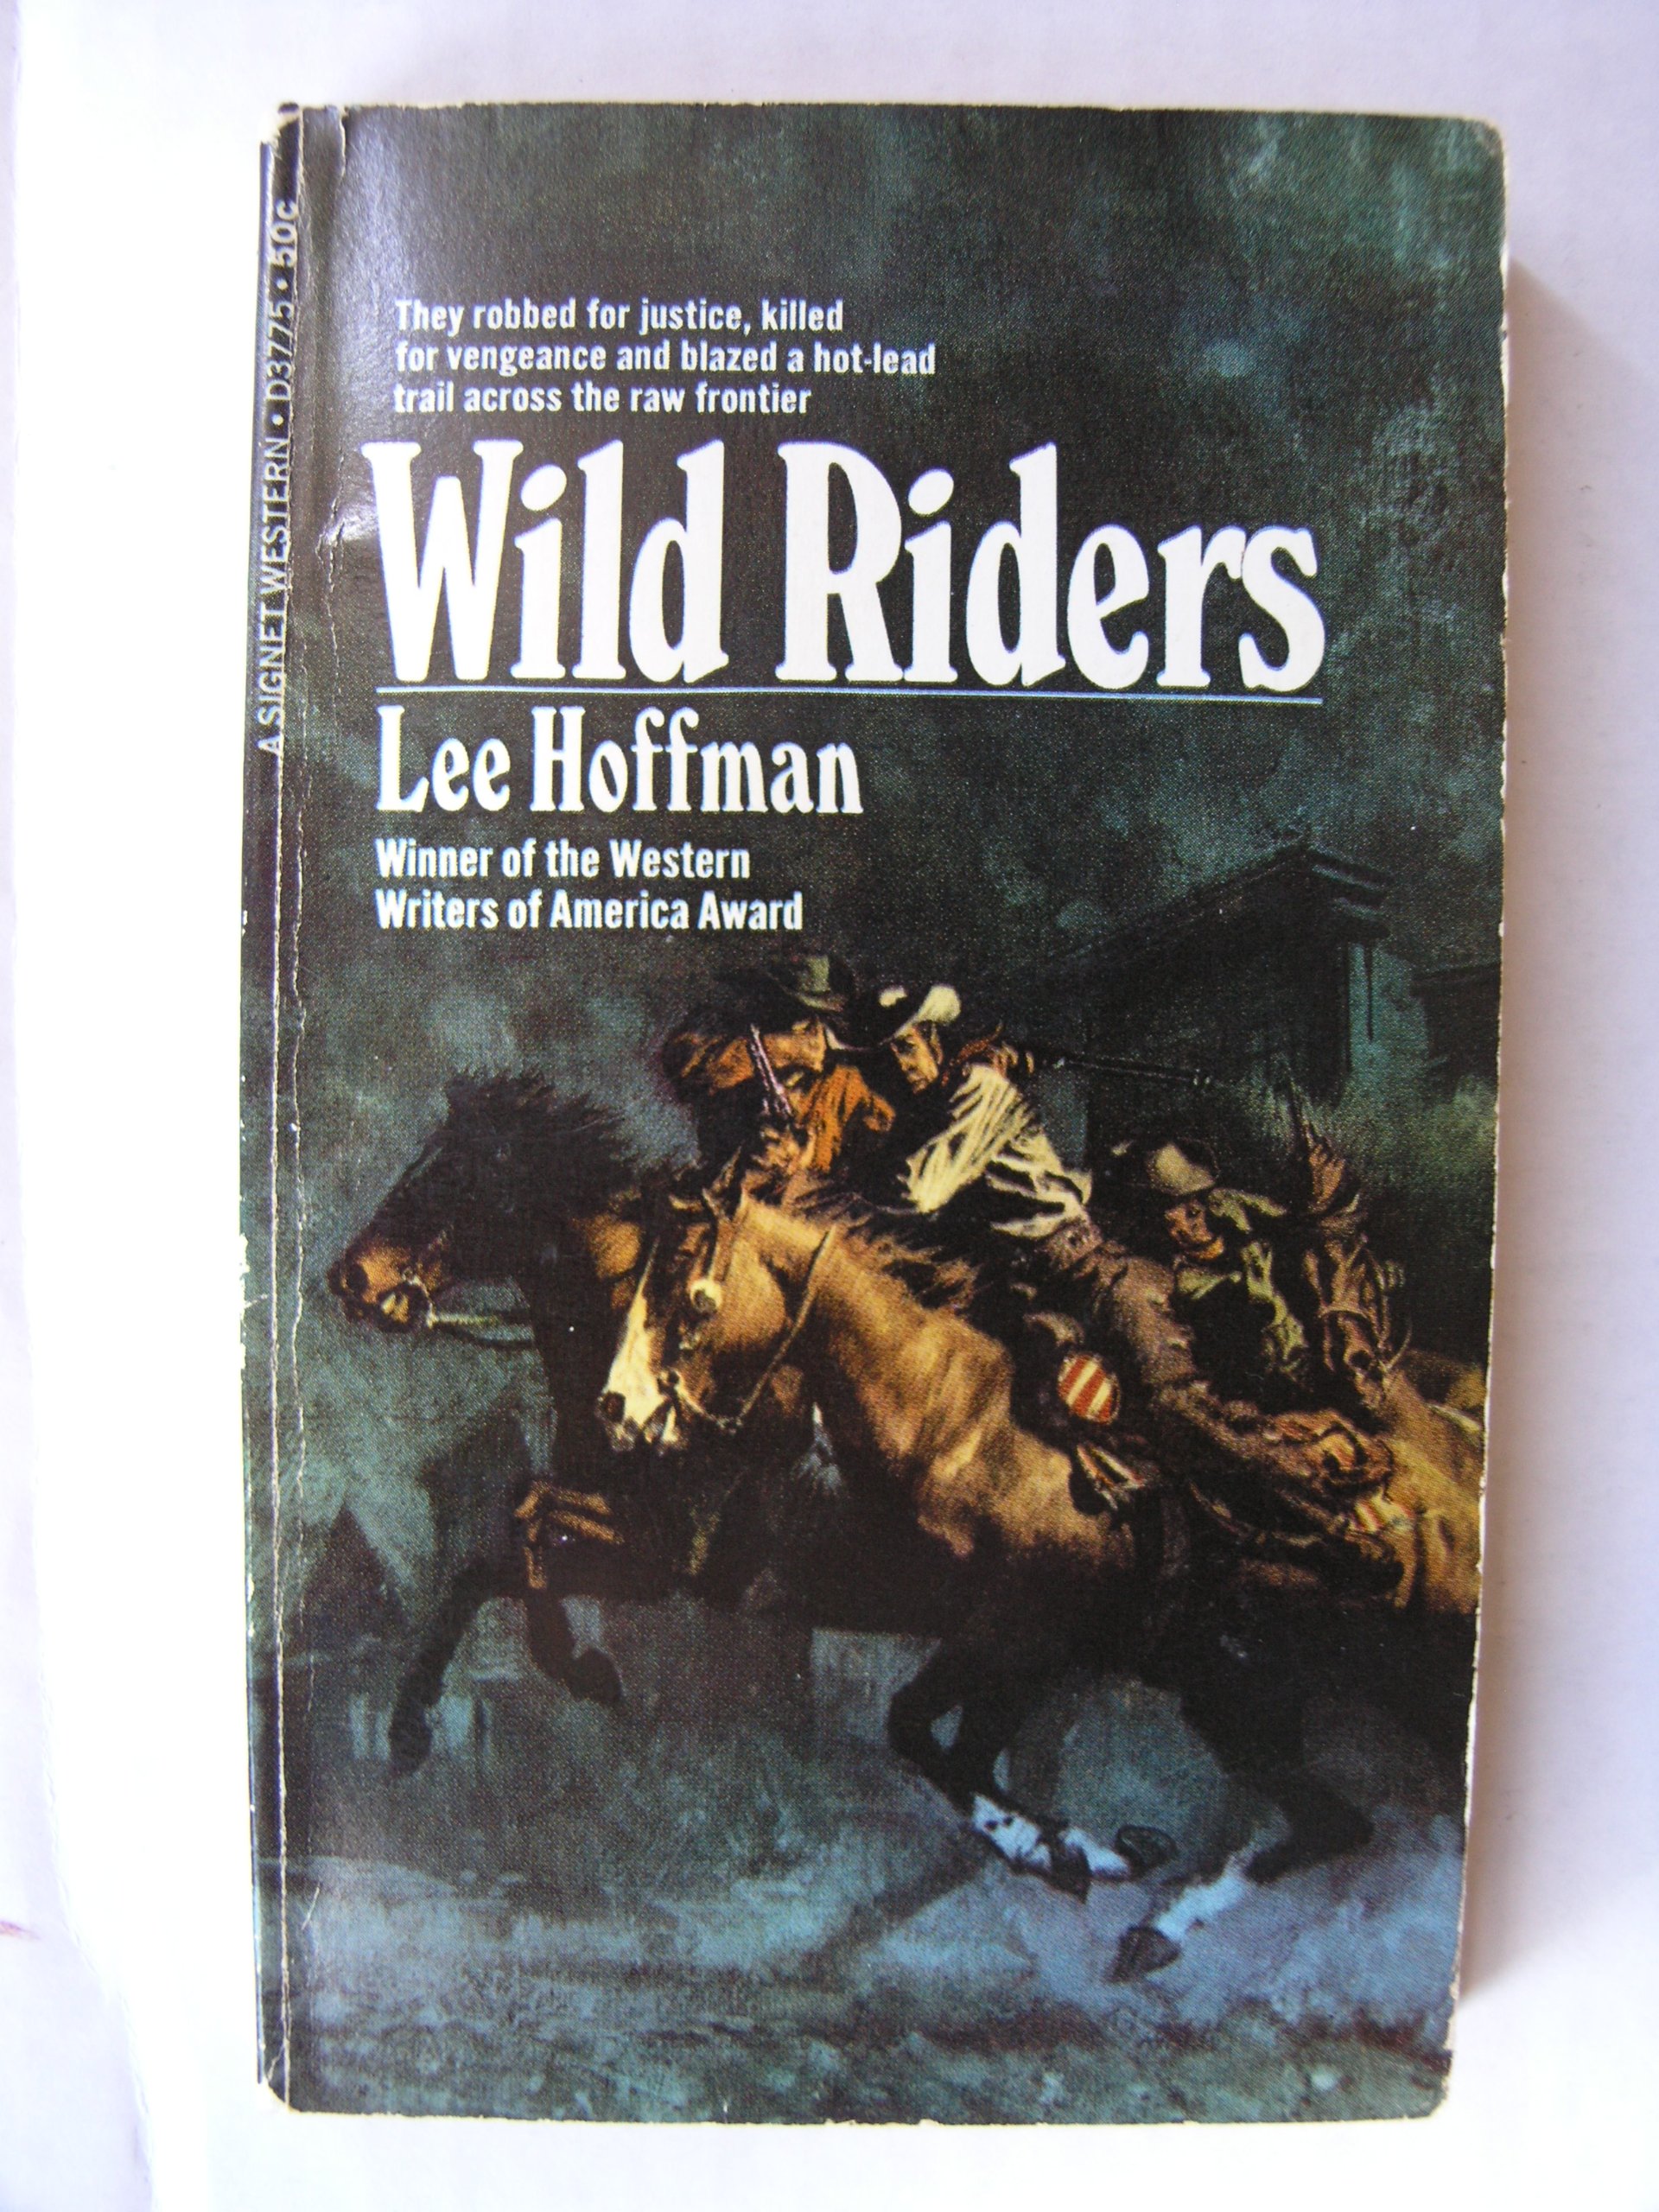 A SIGNET WESTERN • D3775 • 50c
They robbed for justice, killed
for vengeance and blazed a hot-lead
trail across the raw frontier
Wild Riders
Lee Hoffman
Winner of the Western
Writers of America Award